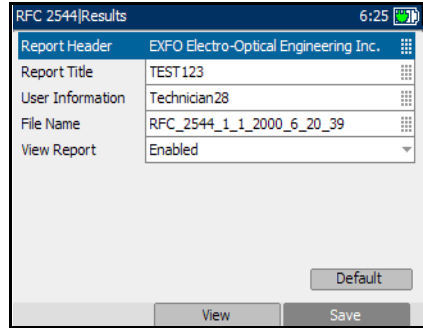 RFC 2544|Results 6:25
Report Header EXFO Electro-Optical Engineering Inc.
Report Title TEST123
User Information Technician28
File Name RFC_2544_1_1_2000_6_20_39
View Report Enabled
Default
View Save